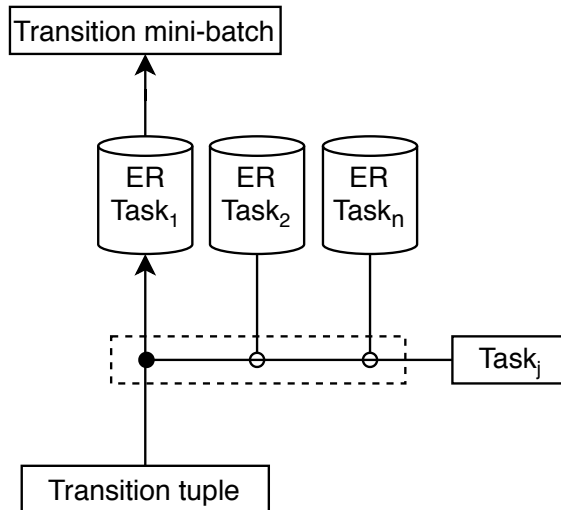 Transition mini-batch
ER
Task₁
ER
Task₂
ER
Taskₙ
Taskⱼ
Transition tuple